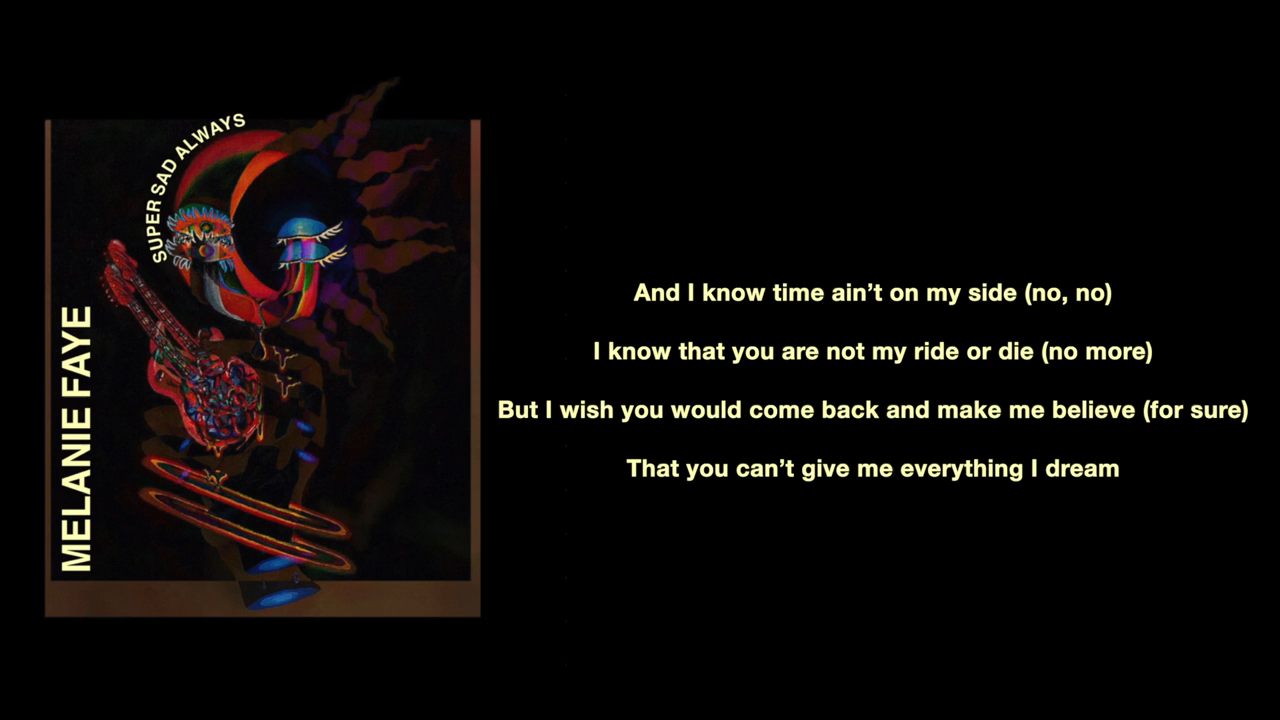 SUPER SAD ALWAYS
MELANIE FAYE
And I know time ain’t on my side (no, no)
I know that you are not my ride or die (no more)
But I wish you would come back and make me believe (for sure)
That you can’t give me everything I dream